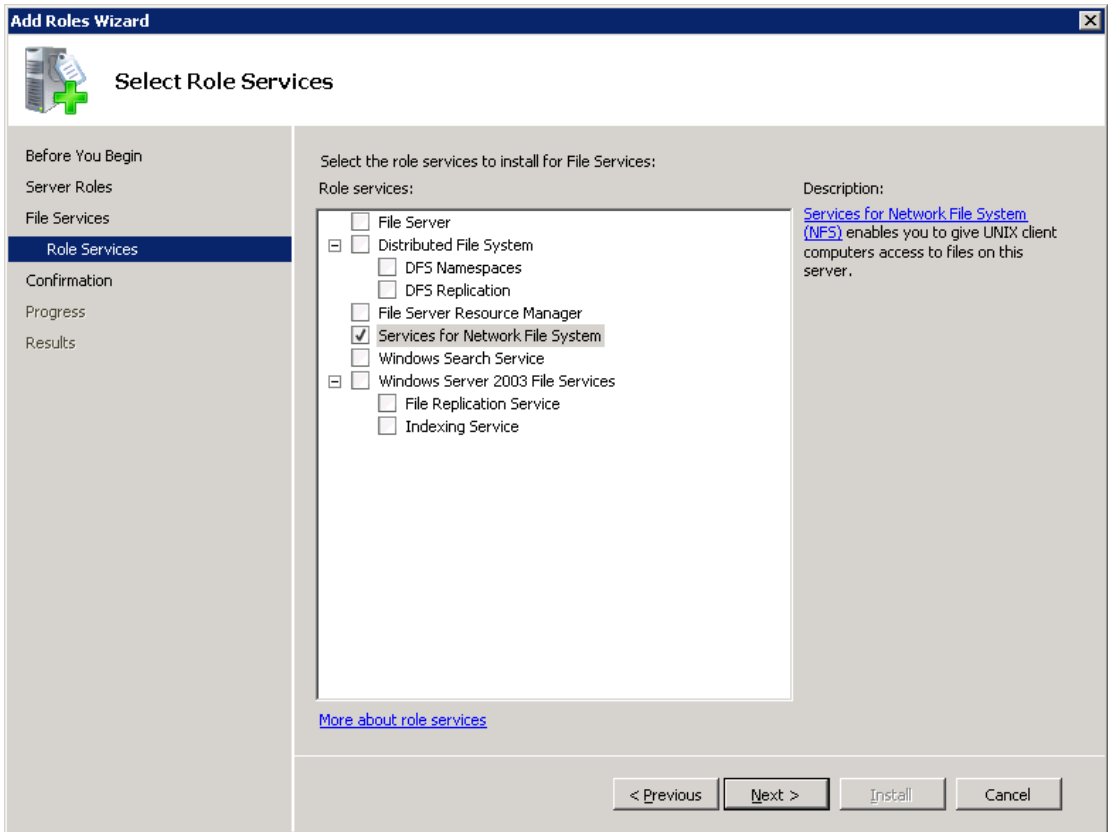 Add Roles Wizard
Select Role Services
Before You Begin
Server Roles
File Services
Role Services
Confirmation
Progress
Results
Select the role services to install for File Services:
Role services:
File Server
Distributed File System
DFS Namespaces
DFS Replication
File Server Resource Manager
Services for Network File System
Windows Search Service
Windows Server 2003 File Services
File Replication Service
Indexing Service
More about role services
Description:
Services for Network File System
(NFS) enables you to give UNIX client
computers access to files on this
server.
< Previous
Next >
Install
Cancel